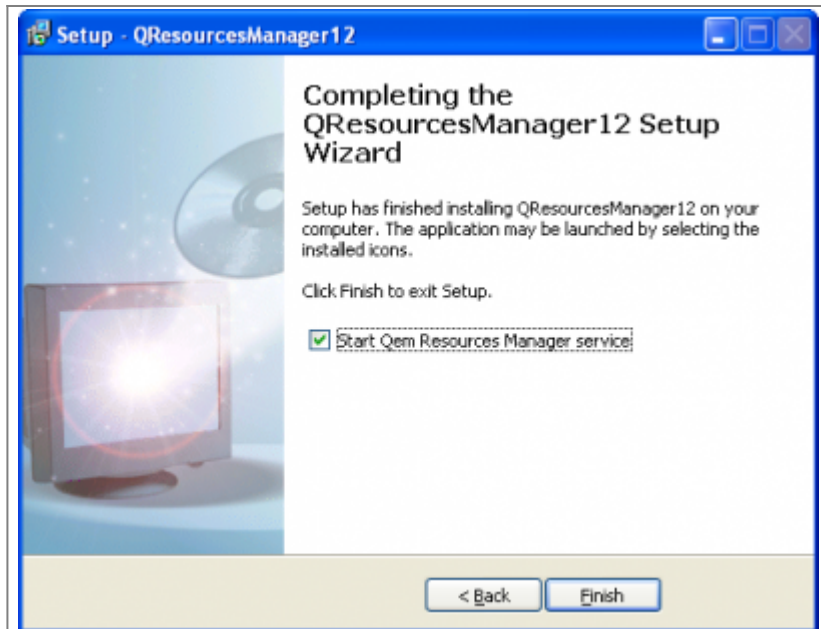 Setup - QResourcesManager12
Completing the
QResourcesManager12 Setup
Wizard
Setup has finished installing QResourcesManager12 on your
computer. The application may be launched by selecting the
installed icons.
Click Finish to exit Setup.
Start Qem Resources Manager service
< Back
Finish